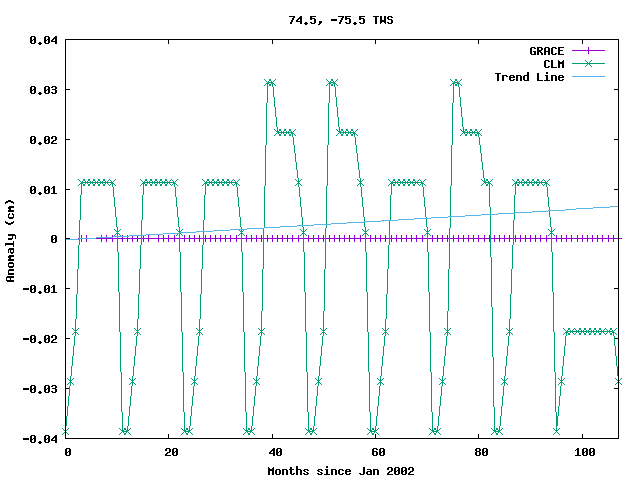 74.5, -75.5 TWS
GRACE
CLM
Trend Line
0.04
0.03
0.02
0.01
0
-0.01
-0.02
-0.03
-0.04
Anomaly (cm)
0 20 40 60 80 100
Months since Jan 2002